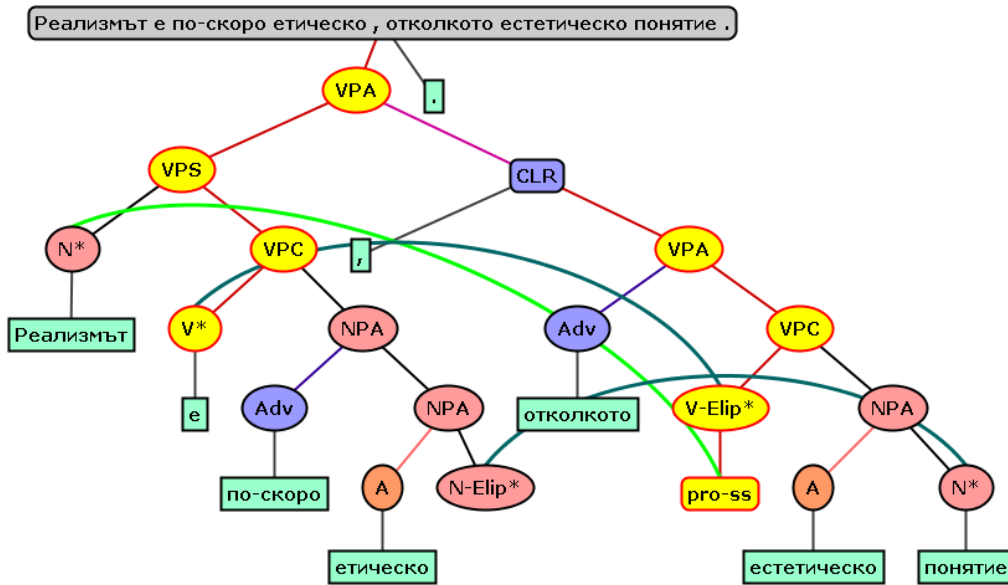 Реализмът е по-скоро етическо , отколкото естетическо понятие .
VPA
.
VPS
CLR
N*
VPC
,
VPA
Реализмът
V*
NPA
Adv
VPC
е
Adv
NPA
отколкото
V-Elip*
NPA
по-скоро
A
N-Elip*
pro-ss
A
N*
етическо
естетическо
понятие